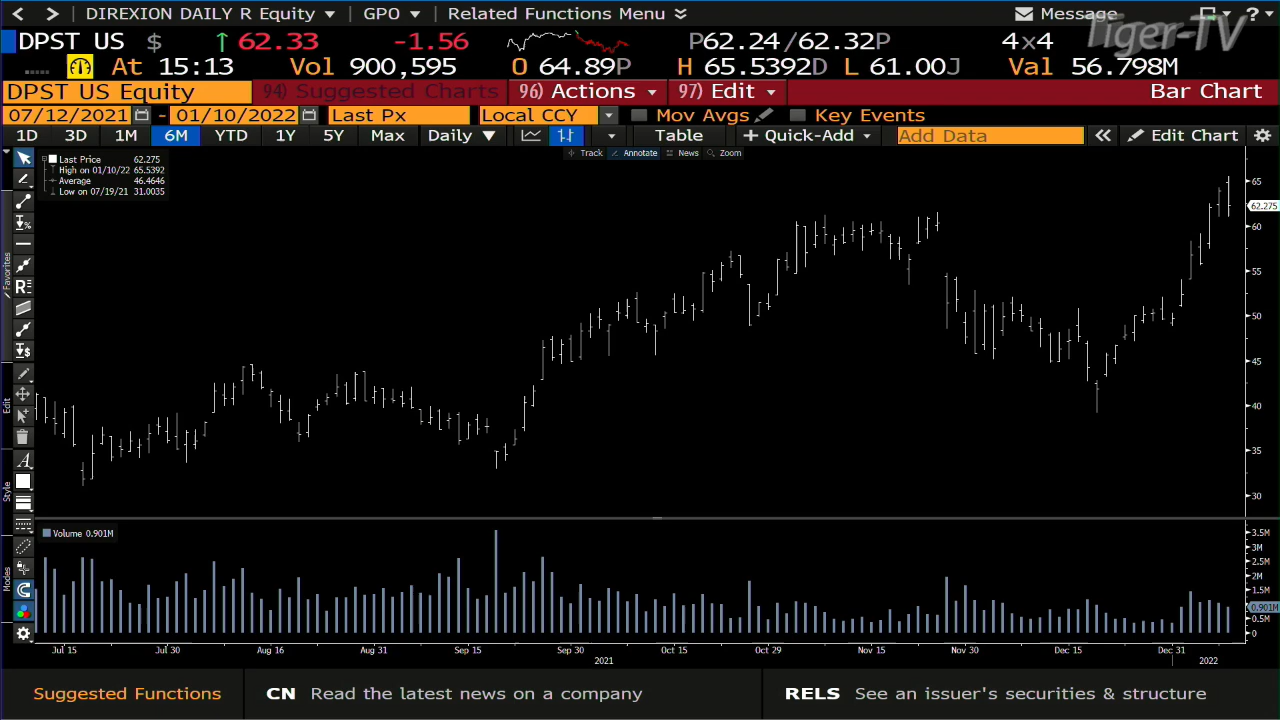 < > DIREXION DAILY R Equity ▾ | GPO ▾ | Related Functions Menu Message ? ▾
Tiger-TV
DPST US $ ↑ 62.33 -1.56 P62.24/62.32P 4x4
At 15:13 Vol 900,595 O 64.89P H 65.5392D L 61.00J Val 56.798M
DPST US Equity 94) Suggested Charts 96) Actions ▾ 97) Edit ▾ Bar Chart
07/12/2021 - 01/10/2022 Last Px Local CCY ▾ Mov Avgs Key Events
1D 3D 1M 6M YTD 1Y 5Y Max Daily ▼ Table + Quick-Add ▾ Add Data « Edit Chart
Track Annotate News Zoom
Last Price 62.275
High on 01/10/22 65.5392
Average 46.4646
Low on 07/19/21 31.0035
65
62.275
60
55
50
45
40
35
30
Favorites
Edit
Style
Modes
Volume 0.901M
3.5M
3M
2.5M
2M
1.5M
0.901M
0.5M
0
Jul 15 Jul 30 Aug 16 Aug 31 Sep 15 Sep 30 Oct 15 Oct 29 Nov 15 Nov 30 Dec 15 Dec 31
2021 2022
Suggested Functions CN Read the latest news on a company RELS See an issuer's securities & structure